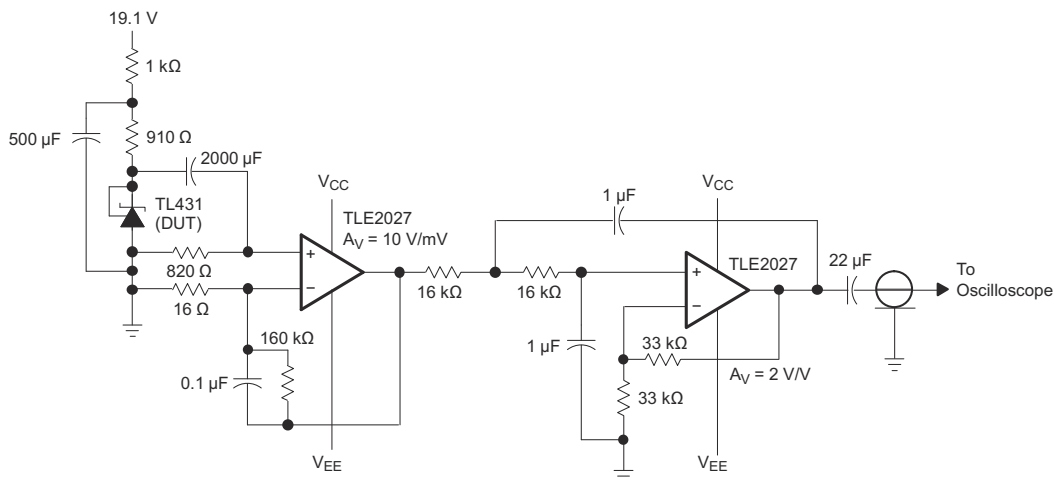 19.1 V
1 kΩ
500 µF
910 Ω
2000 µF
TL431
(DUT)
820 Ω
16 Ω
VCC
TLE2027
AV = 10 V/mV
+
−
160 kΩ
0.1 µF
VEE
16 kΩ
16 kΩ
1 µF
1 µF
VCC
TLE2027
+
−
33 kΩ
AV = 2 V/V
33 kΩ
VEE
22 µF
To
Oscilloscope